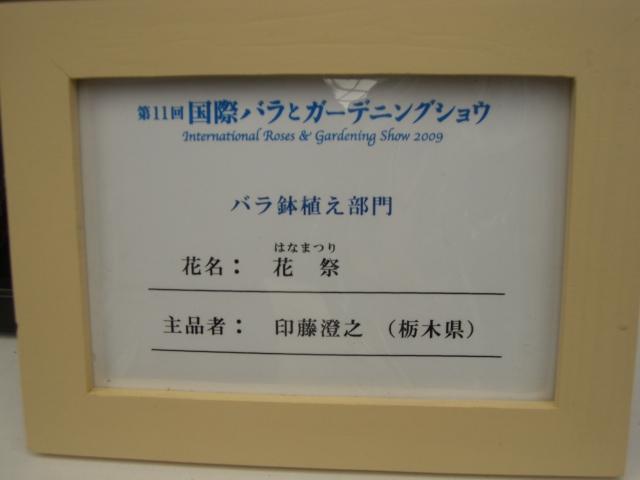 第11回 国際バラとガーデニングショウ
International Roses & Gardening Show 2009
バラ鉢植え部門
はなまつり
花名： 花 祭
主品者： 印藤澄之 （栃木県）